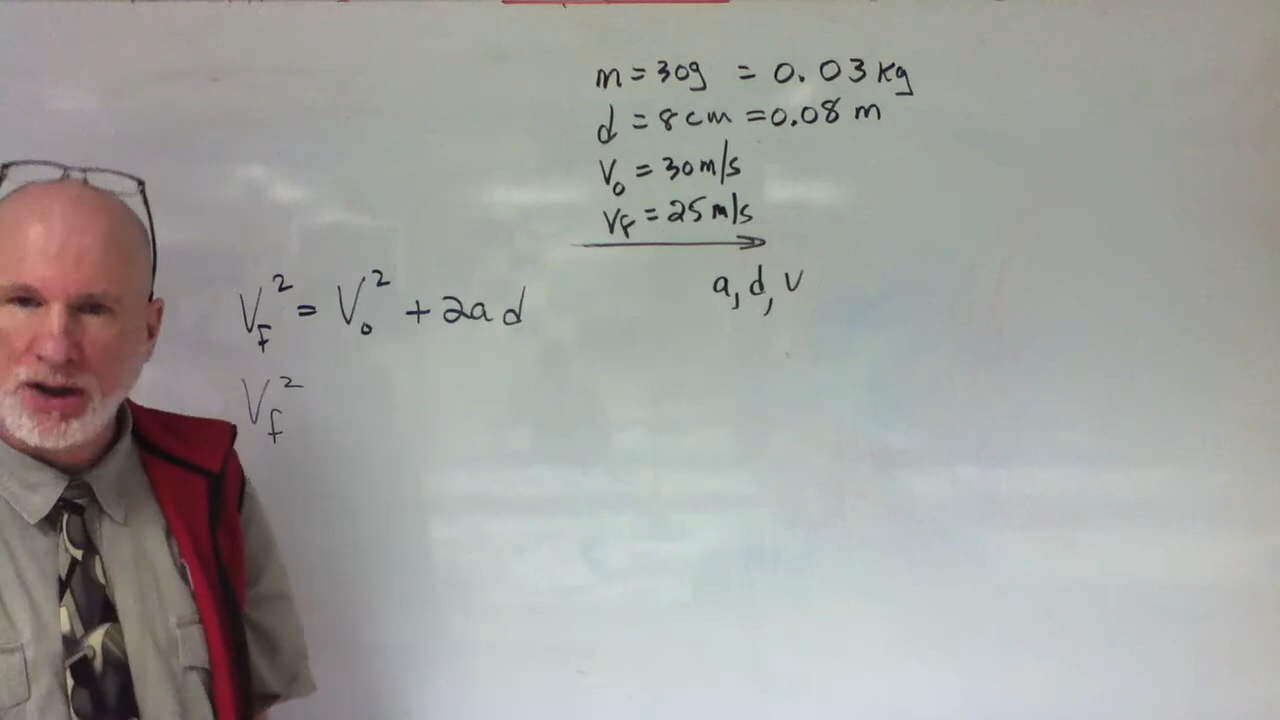 m = 30g = 0.03 kg
d = 8 cm = 0.08 m
V₀ = 30 m/s
VF = 25 m/s
a, d, v
VF² = V₀² + 2ad
Vf²